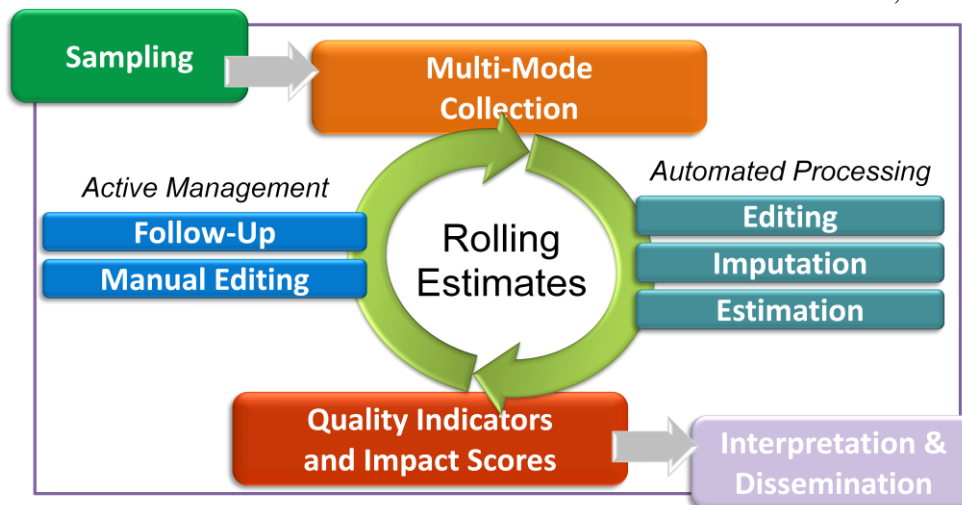 Sampling
Multi-Mode
Collection
Active Management
Follow-Up
Manual Editing
Rolling
Estimates
Automated Processing
Editing
Imputation
Estimation
Quality Indicators
and Impact Scores
Interpretation &
Dissemination